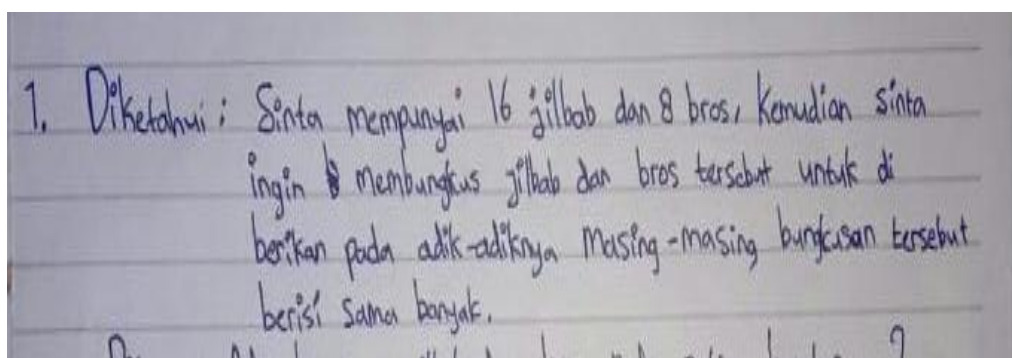 1. Diketahui : Sinta mempunyai 16 jilbab dan 8 bros, kemudian sinta
ingin membungkus jilbab dan bros tersebut untuk di
berikan pada adik-adiknya masing-masing bungkusan tersebut
berisi sama banyak.
?